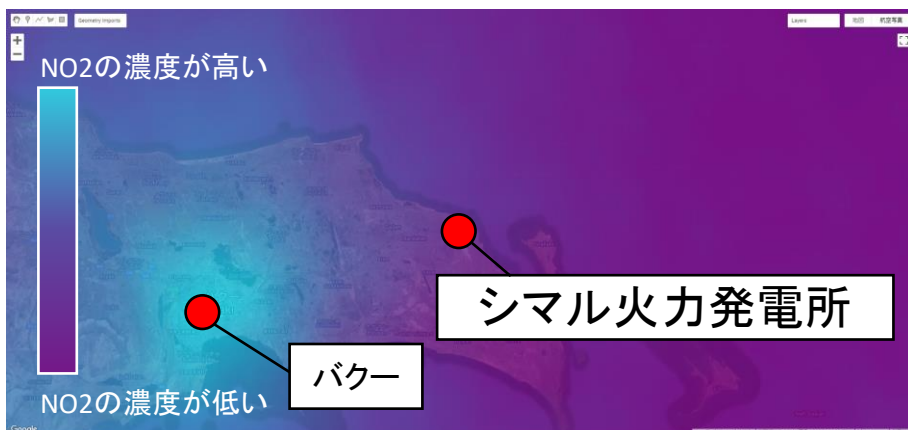 Geometry Imports
Layers
地図
航空写真
NO2の濃度が高い
シマル火力発電所
バクー
NO2の濃度が低い
Google